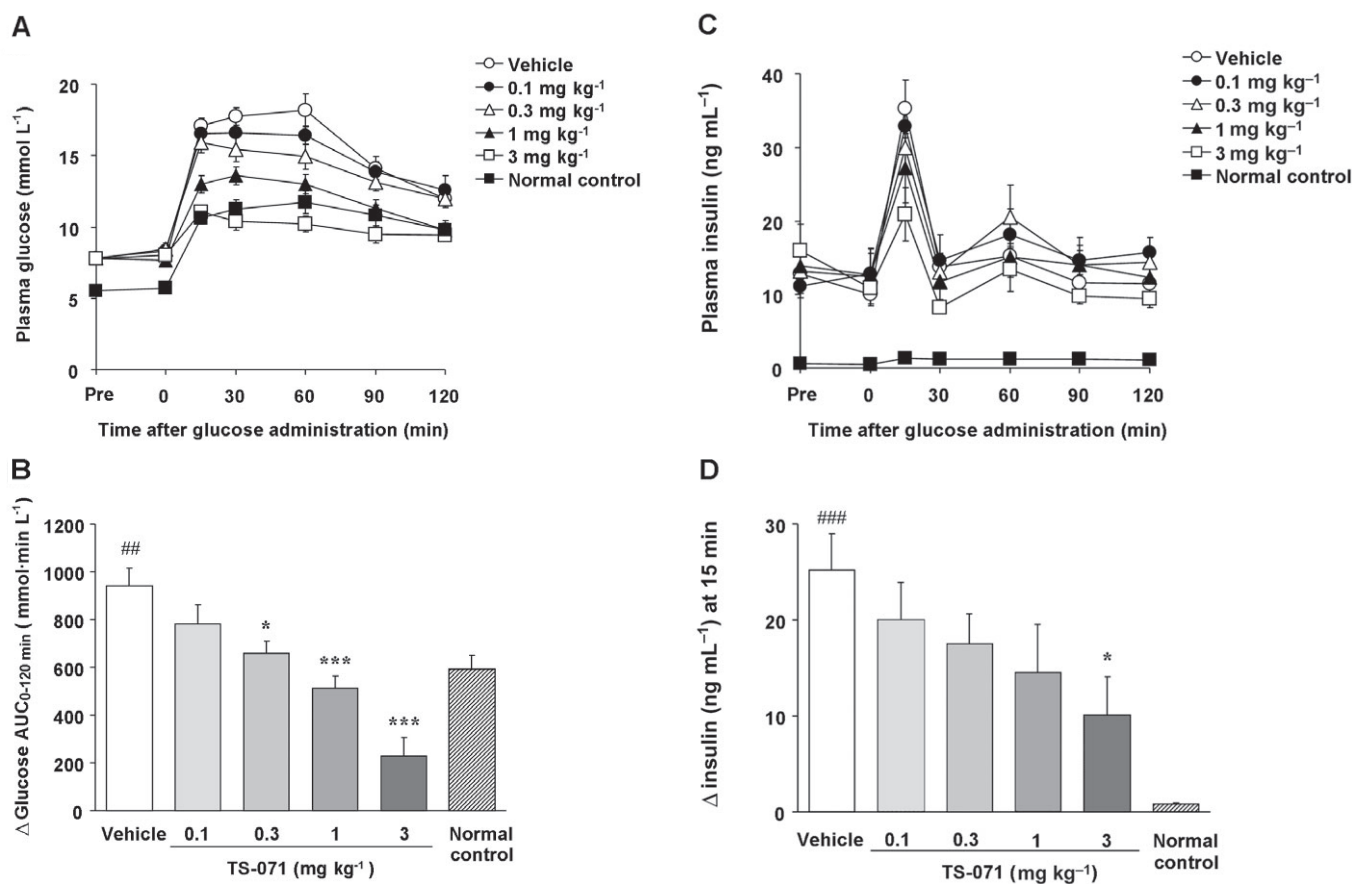 A
Vehicle
0.1 mg kg⁻¹
0.3 mg kg⁻¹
1 mg kg⁻¹
3 mg kg⁻¹
Normal control
Plasma glucose (mmol L⁻¹)
20
15
10
5
0
Pre 0 30 60 90 120
Time after glucose administration (min)
C
Vehicle
0.1 mg kg⁻¹
0.3 mg kg⁻¹
1 mg kg⁻¹
3 mg kg⁻¹
Normal control
Plasma insulin (ng mL⁻¹)
40
30
20
10
0
Pre 0 30 60 90 120
Time after glucose administration (min)
B
△ Glucose AUC0-120 min (mmol·min L⁻¹)
1200
1000
800
600
400
200
0
##
*
***
***
Vehicle 0.1 0.3 1 3 Normal
control
TS-071 (mg kg⁻¹)
D
△ insulin (ng mL⁻¹) at 15 min
30
20
10
0
###
*
Vehicle 0.1 0.3 1 3 Normal
control
TS-071 (mg kg⁻¹)